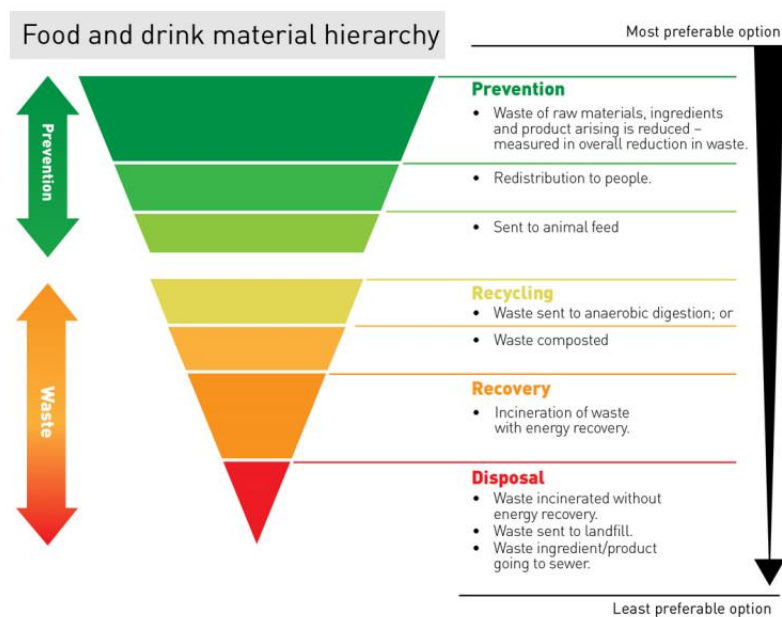 Food and drink material hierarchy
Most preferable option
Prevention
Prevention
• Waste of raw materials, ingredients
and product arising is reduced –
measured in overall reduction in waste.
• Redistribution to people.
• Sent to animal feed
Waste
Recycling
• Waste sent to anaerobic digestion; or
• Waste composted
Recovery
• Incineration of waste
with energy recovery.
Disposal
• Waste incinerated without
energy recovery.
• Waste sent to landfill.
• Waste ingredient/product
going to sewer.
Least preferable option